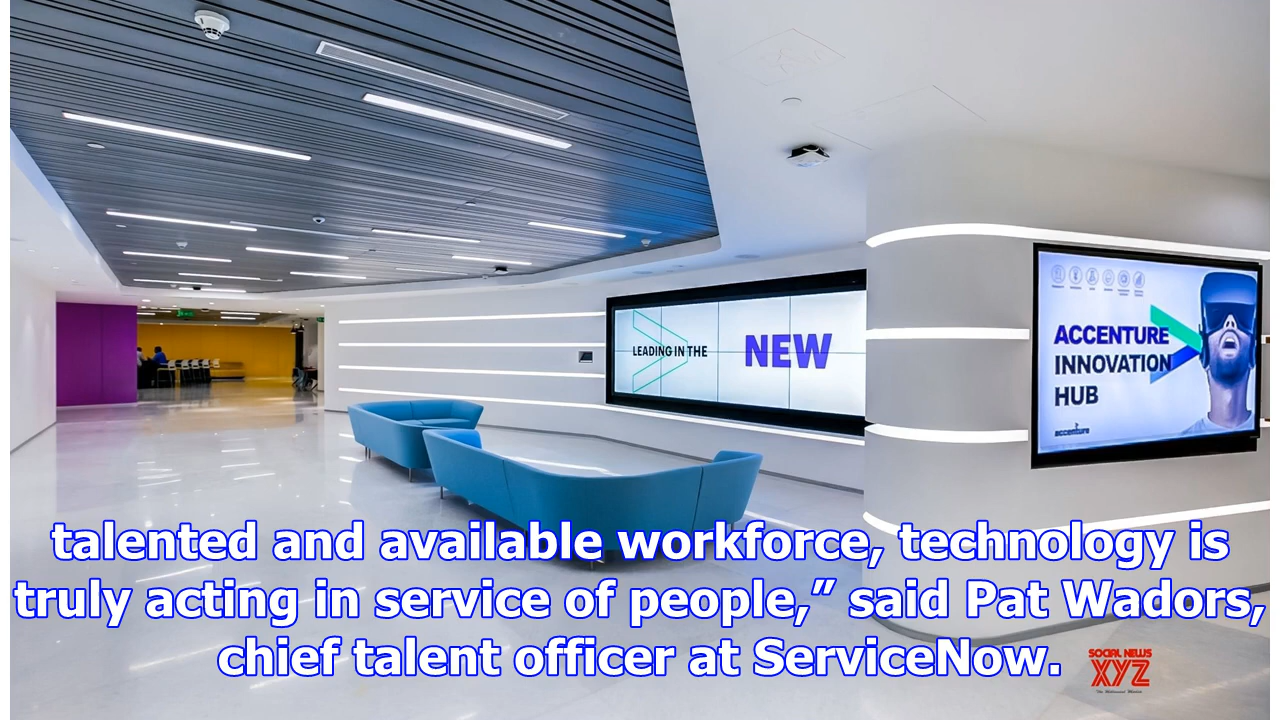 LEADING IN THE NEW
ACCENTURE
INNOVATION
HUB
accenture
talented and available workforce, technology is
truly acting in service of people,” said Pat Wadors,
chief talent officer at ServiceNow.
SOCIAL NEWS
XYZ